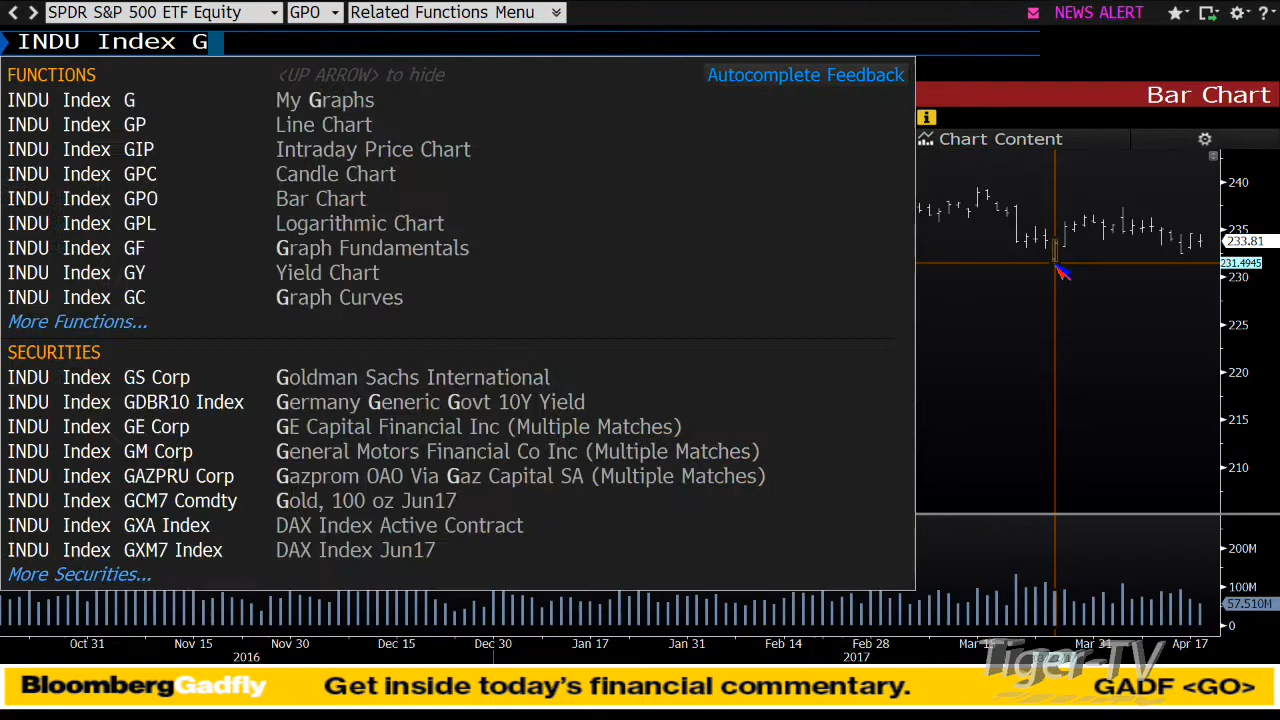 SPDR S&P 500 ETF Equity GPO Related Functions Menu NEWS ALERT ?
INDU Index G
FUNCTIONS <UP ARROW> to hide Autocomplete Feedback
INDU Index G My Graphs
INDU Index GP Line Chart
INDU Index GIP Intraday Price Chart
INDU Index GPC Candle Chart
INDU Index GPO Bar Chart
INDU Index GPL Logarithmic Chart
INDU Index GF Graph Fundamentals
INDU Index GY Yield Chart
INDU Index GC Graph Curves
More Functions...
SECURITIES
INDU Index GS Corp Goldman Sachs International
INDU Index GDBR10 Index Germany Generic Govt 10Y Yield
INDU Index GE Corp GE Capital Financial Inc (Multiple Matches)
INDU Index GM Corp General Motors Financial Co Inc (Multiple Matches)
INDU Index GAZPRU Corp Gazprom OAO Via Gaz Capital SA (Multiple Matches)
INDU Index GCM7 Comdty Gold, 100 oz Jun17
INDU Index GXA Index DAX Index Active Contract
INDU Index GXM7 Index DAX Index Jun17
More Securities...
Bar Chart
i
Chart Content
240
235
233.81
231.4945
230
225
220
215
210
200M
100M
57.510M
0
Oct 31 Nov 15 Nov 30 Dec 15 Dec 30 Jan 17 Jan 31 Feb 14 Feb 28 Mar 15 Mar 31 Apr 17
2016 2017
Tiger-TV
BloombergGadfly Get inside today's financial commentary. GADF <GO>